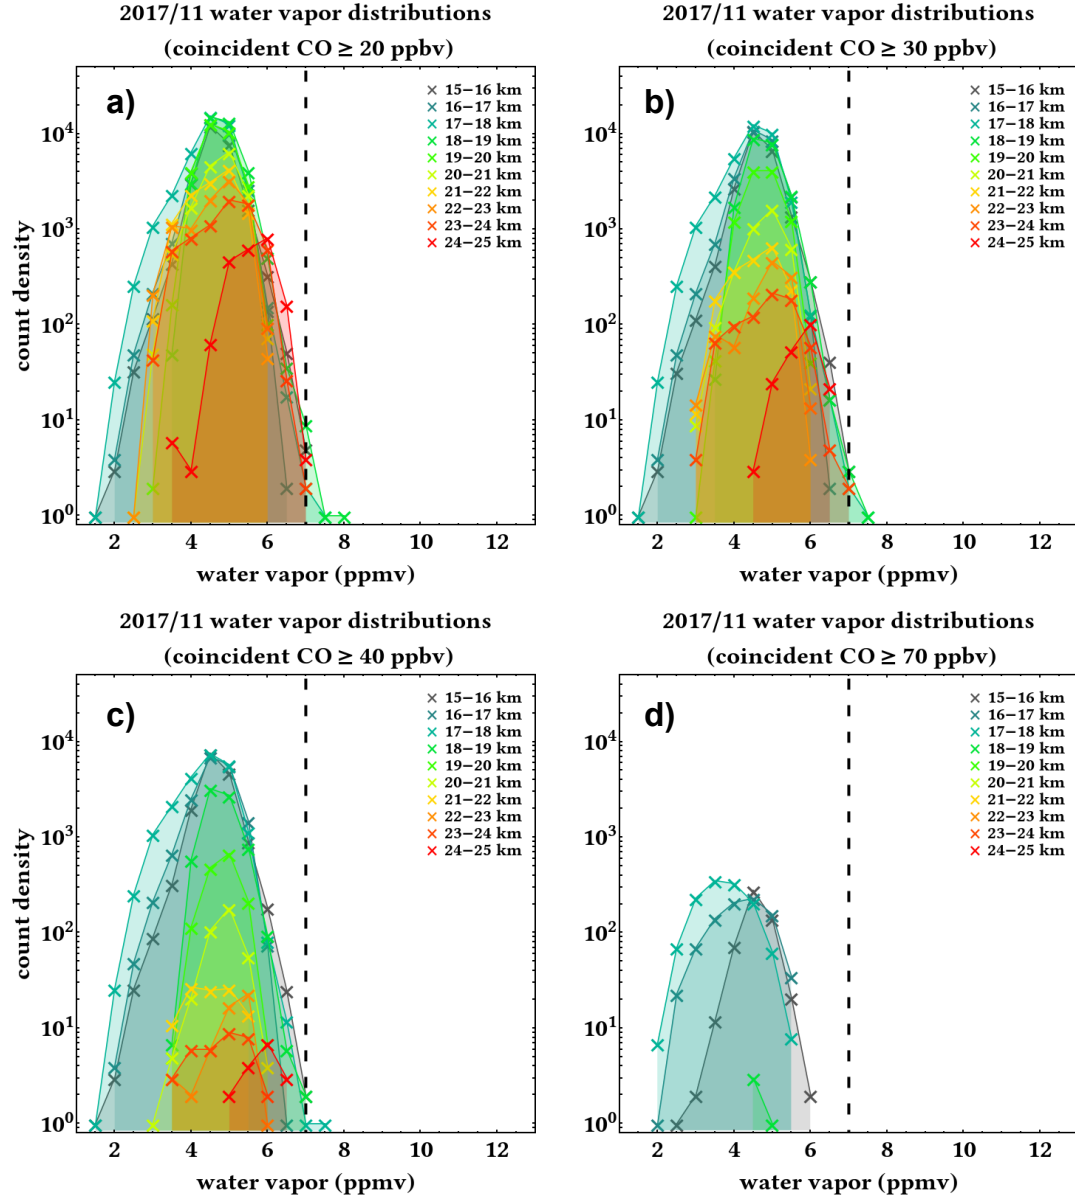 2017/11 water vapor distributions
(coincident CO ≥ 20 ppbv)
a)
15−16 km
16−17 km
17−18 km
18−19 km
19−20 km
20−21 km
21−22 km
22−23 km
23−24 km
24−25 km
10⁴
10³
10²
10¹
10⁰
count density
2 4 6 8 10 12
water vapor (ppmv)
2017/11 water vapor distributions
(coincident CO ≥ 30 ppbv)
b)
15−16 km
16−17 km
17−18 km
18−19 km
19−20 km
20−21 km
21−22 km
22−23 km
23−24 km
24−25 km
10⁴
10³
10²
10¹
10⁰
count density
2 4 6 8 10 12
water vapor (ppmv)
2017/11 water vapor distributions
(coincident CO ≥ 40 ppbv)
c)
15−16 km
16−17 km
17−18 km
18−19 km
19−20 km
20−21 km
21−22 km
22−23 km
23−24 km
24−25 km
10⁴
10³
10²
10¹
10⁰
count density
2 4 6 8 10 12
water vapor (ppmv)
2017/11 water vapor distributions
(coincident CO ≥ 70 ppbv)
d)
15−16 km
16−17 km
17−18 km
18−19 km
19−20 km
20−21 km
21−22 km
22−23 km
23−24 km
24−25 km
10⁴
10³
10²
10¹
10⁰
count density
2 4 6 8 10 12
water vapor (ppmv)